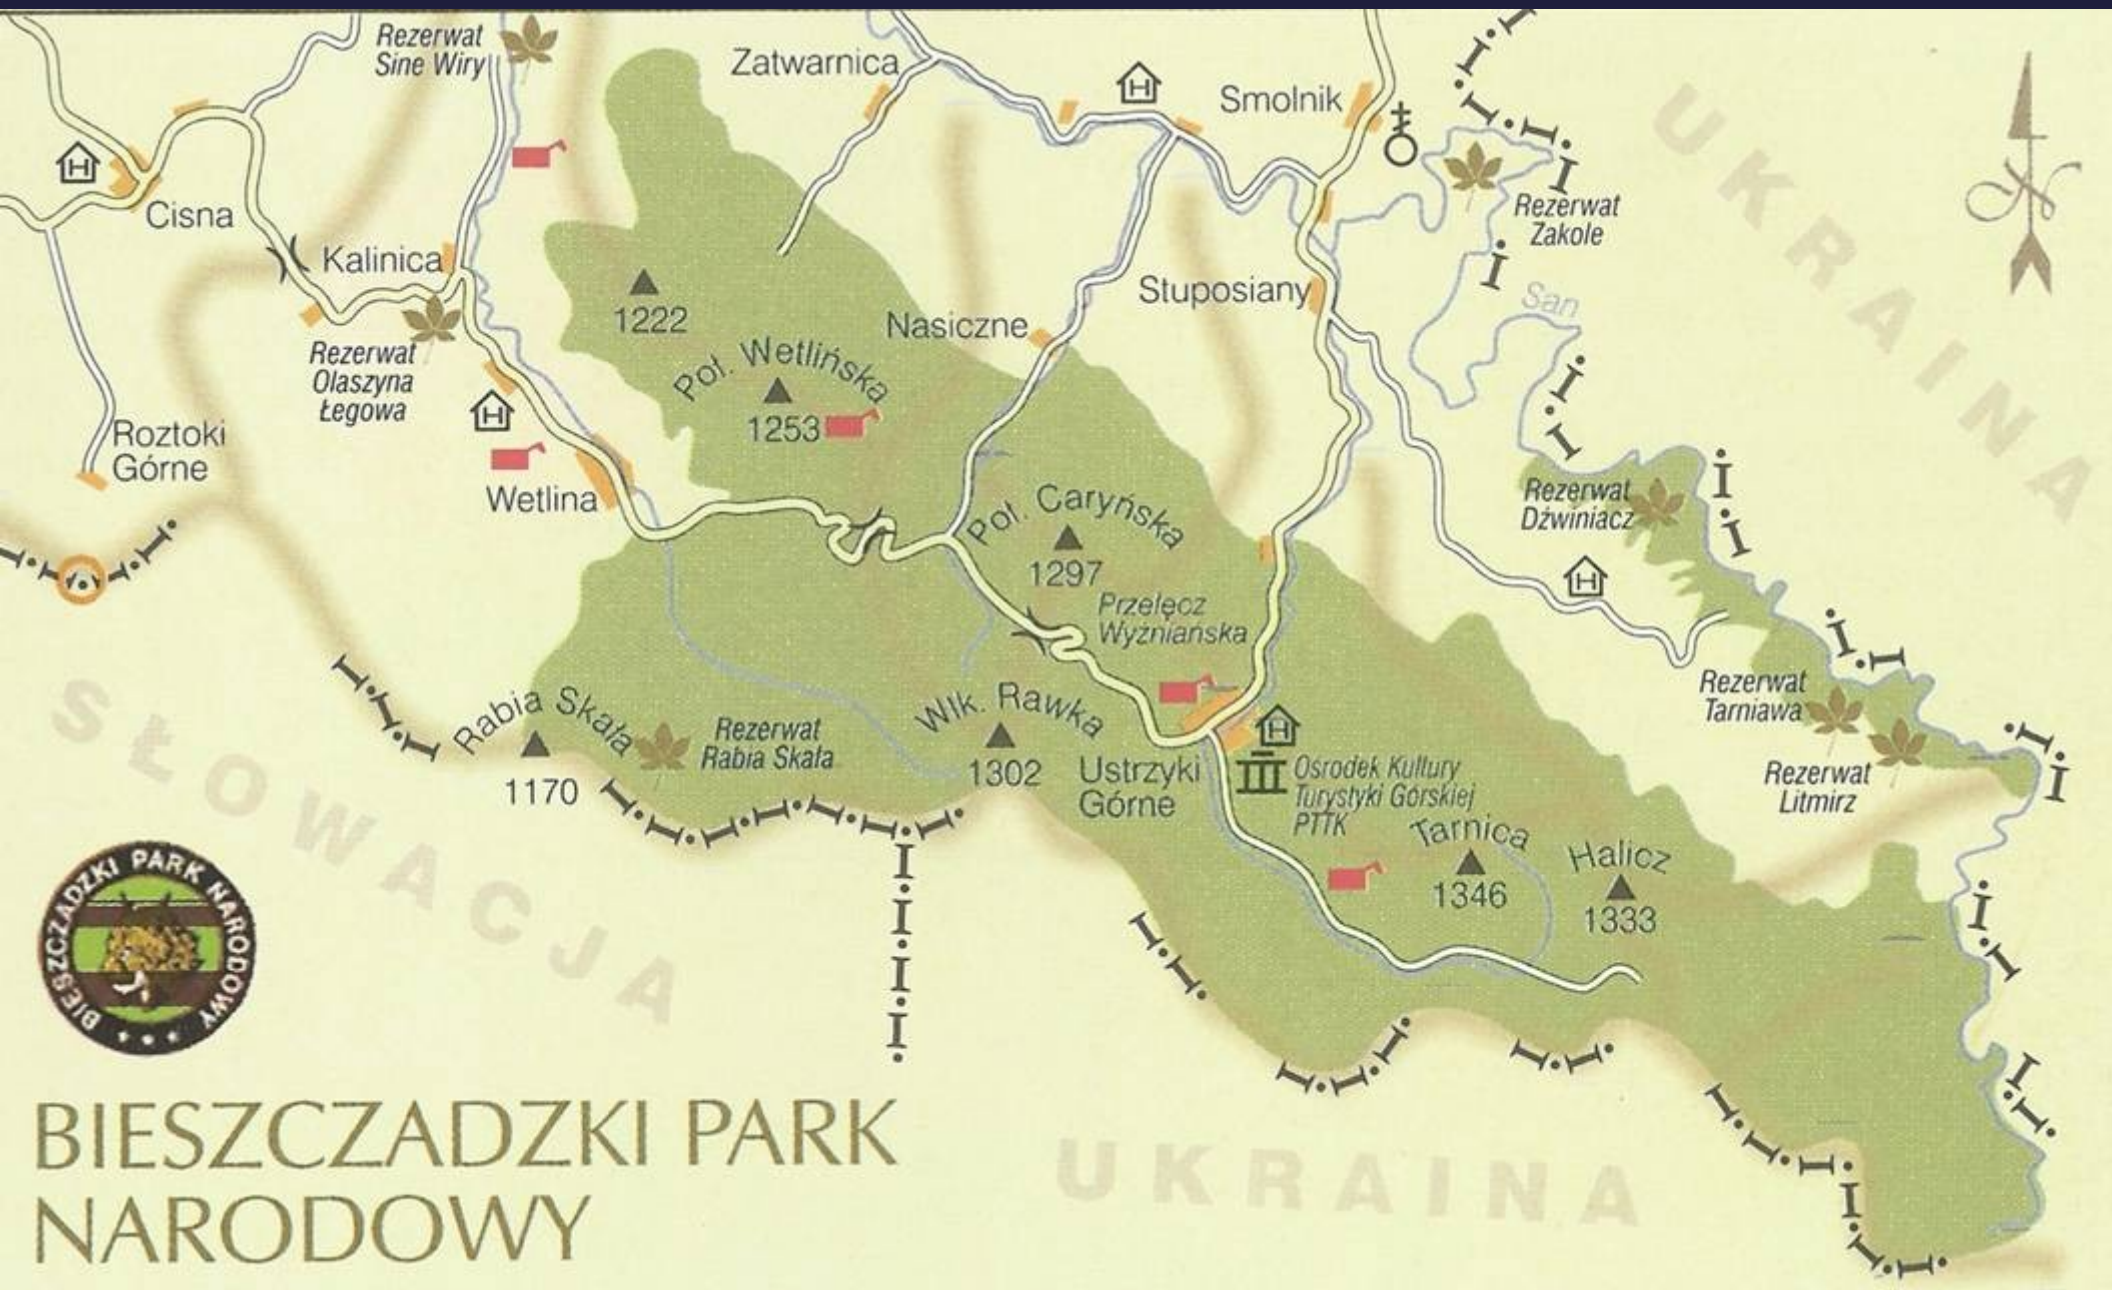 Rezerwat
Sine Wiry
Zatwarnica
Smolnik
UKRAINA
Cisna
Rezerwat
Zakole
Kalinica
Stuposiany
San
1222
Nasiczne
Rezerwat
Olaszyna
Łegowa
Poł. Wetlińska
1253
Roztoki
Górne
Wetlina
Poł. Caryńska
1297
Rezerwat
Dźwiniacz
Przełęcz
Wyżniańska
SŁOWACJA
Rabia Skała
1170
Rezerwat
Rabia Skała
Wlk. Rawka
1302
Ustrzyki
Górne
Osrodek Kultury
Turystyki Górskiej
PTTK
Rezerwat
Tarniawa
Rezerwat
Litmirz
Tarnica
1346
Halicz
1333
BIESZCZADZKI PARK NARODOWY
BIESZCZADZKI PARK
NARODOWY
UKRAINA
H
H
H
H
H
N